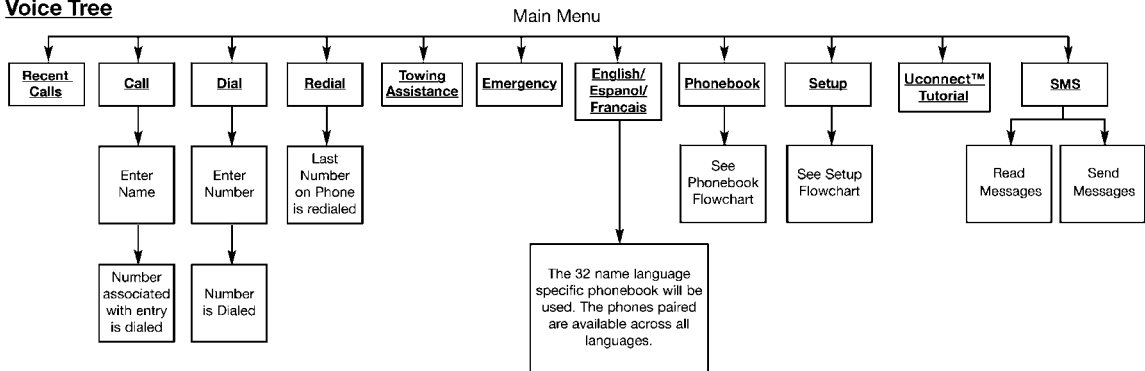 Voice Tree
Main Menu
Recent
Calls
Call
Dial
Redial
Towing
Assistance
Emergency
English/
Espanol/
Francais
Phonebook
Setup
Uconnect™
Tutorial
SMS
Enter
Name
Enter
Number
Last
Number
on Phone
is redialed
See
Phonebook
Flowchart
See Setup
Flowchart
Read
Messages
Send
Messages
Number
associated
with entry
is dialed
Number
is Dialed
The 32 name language
specific phonebook will be
used. The phones paired
are available across all
languages.